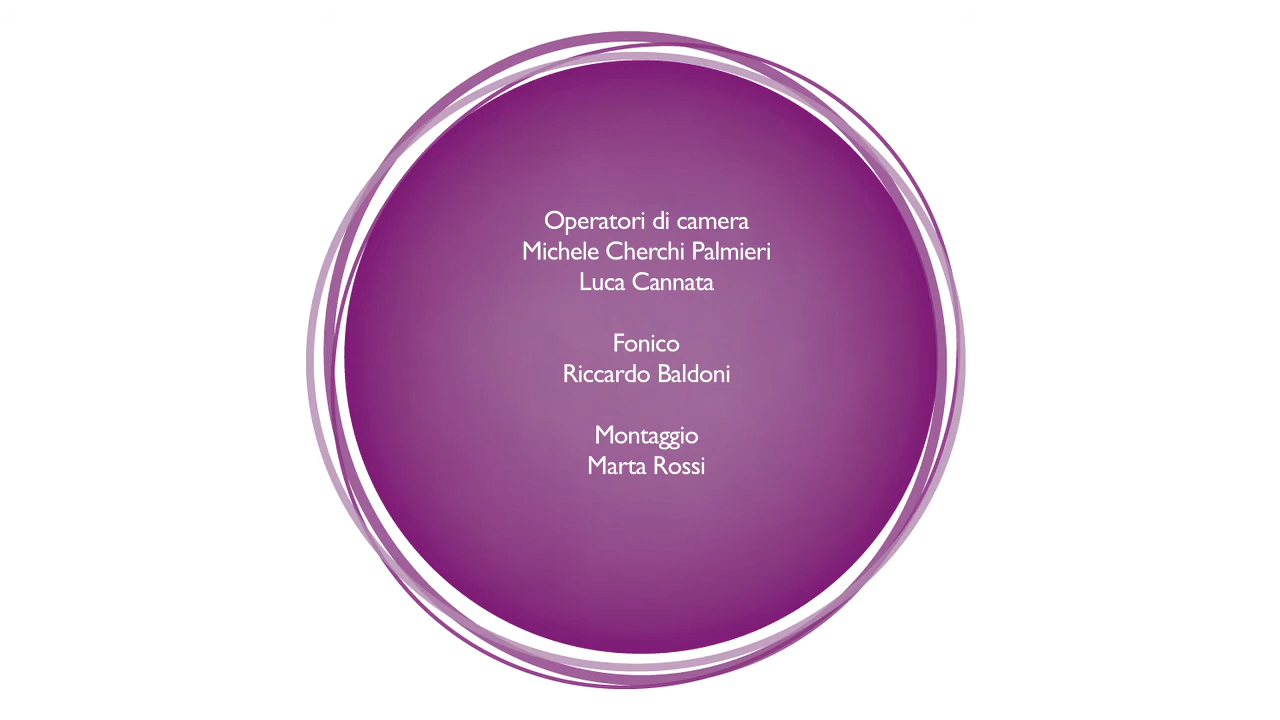 Operatori di camera
Michele Cherchi Palmieri
Luca Cannata
Fonico
Riccardo Baldoni
Montaggio
Marta Rossi